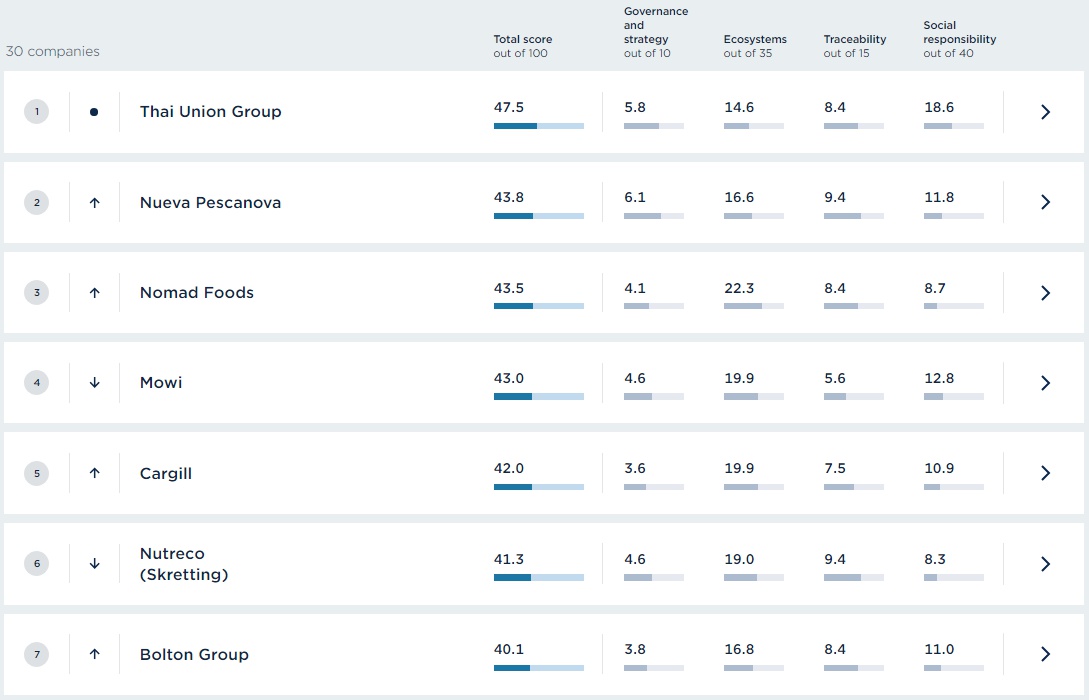 30 companies
Total score
out of 100
Governance
and
strategy
out of 10
Ecosystems
out of 35
Traceability
out of 15
Social
responsibility
out of 40
1 Thai Union Group 47.5 5.8 14.6 8.4 18.6
2 Nueva Pescanova 43.8 6.1 16.6 9.4 11.8
3 Nomad Foods 43.5 4.1 22.3 8.4 8.7
4 Mowi 43.0 4.6 19.9 5.6 12.8
5 Cargill 42.0 3.6 19.9 7.5 10.9
6 Nutreco
(Skretting) 41.3 4.6 19.0 9.4 8.3
7 Bolton Group 40.1 3.8 16.8 8.4 11.0